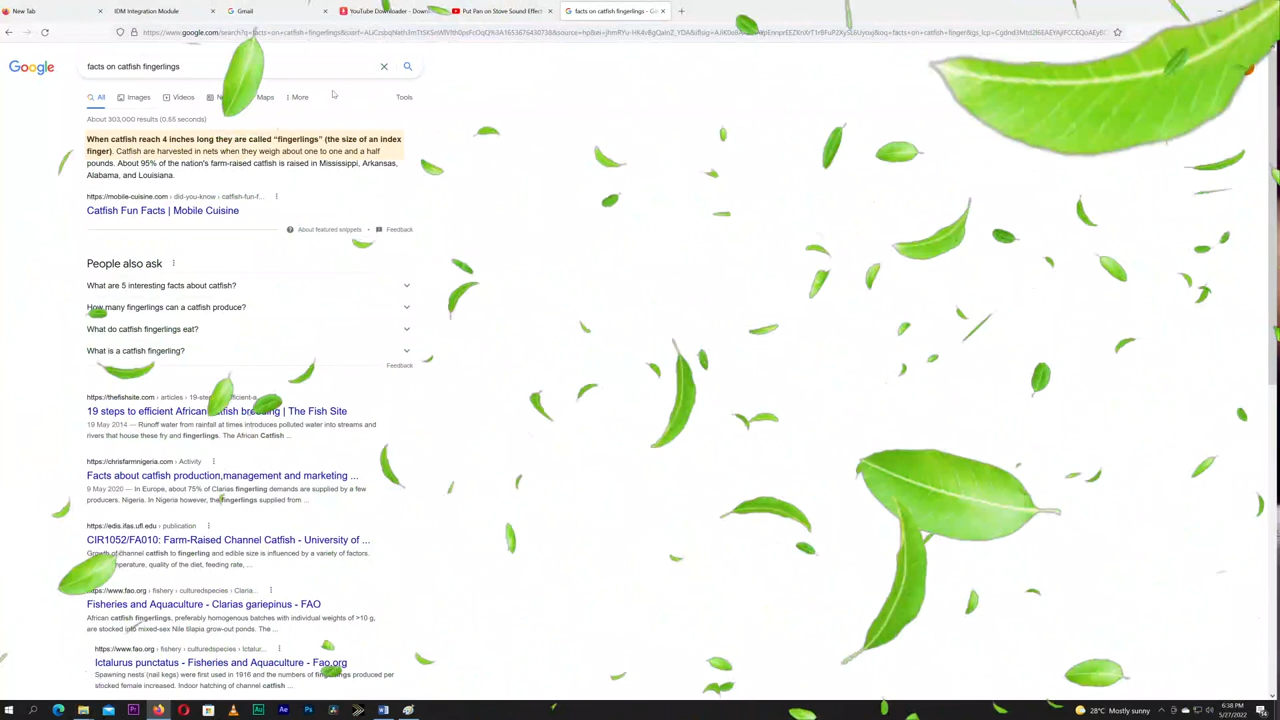 New Tab
IDM Integration Module
Gmail
YouTube Downloader - Down
Put Pan on Stove Sound Effect
facts on catfish fingerlings - G
Google
facts on catfish fingerlings
All
Images
Videos
Maps
More
Tools
About 303,000 results (0.55 seconds)
When catfish reach 4 inches long they are called "fingerlings" (the size of an index
finger). Catfish are harvested in nets when they weigh about one to one and a half
pounds. About 95% of the nation's farm-raised catfish is raised in Mississippi, Arkansas,
Alabama, and Louisiana.
https://mobile-cuisine.com › did-you-know › catfish-fun-f...
Catfish Fun Facts | Mobile Cuisine
About featured snippets • Feedback
People also ask
What are 5 interesting facts about catfish?
How many fingerlings can a catfish produce?
What do catfish fingerlings eat?
What is a catfish fingerling?
Feedback
https://thefishsite.com › articles
19 steps to efficient African catfish breeding | The Fish Site
19 May 2014 — Runoff water from rainfall at times introduces polluted water into streams and
rivers that house these fry and fingerlings. The African Catfish ...
https://chrisfarmnigeria.com › Activity
Facts about catfish production,management and marketing ...
9 May 2020 — In Europe, about 75% of Clarias fingerling demands are supplied by a few
producers. Nigeria. In Nigeria however, the fingerlings supplied from ...
https://edis.ifas.ufl.edu › publication
CIR1052/FA010: Farm-Raised Channel Catfish - University of ...
Growth of channel catfish to fingerling and edible size is influenced by a variety of factors.
temperature, quality of the diet, feeding rate, ...
https://www.fao.org › fishery › culturedspecies › Claria...
Fisheries and Aquaculture - Clarias gariepinus - FAO
African catfish fingerlings, preferably homogenous batches with individual weights of >10 g,
are stocked into mixed-sex Nile tilapia grow-out ponds. The ...
https://www.fao.org › fishery › culturedspecies › Ictalur...
Ictalurus punctatus - Fisheries and Aquaculture - Fao.org
Spawning nests (nail kegs) were first used in 1916 and the numbers of fingerlings produced per
stocked female increased. Indoor hatching of channel catfish ...
28°C Mostly sunny
6:38 PM
5/27/2022